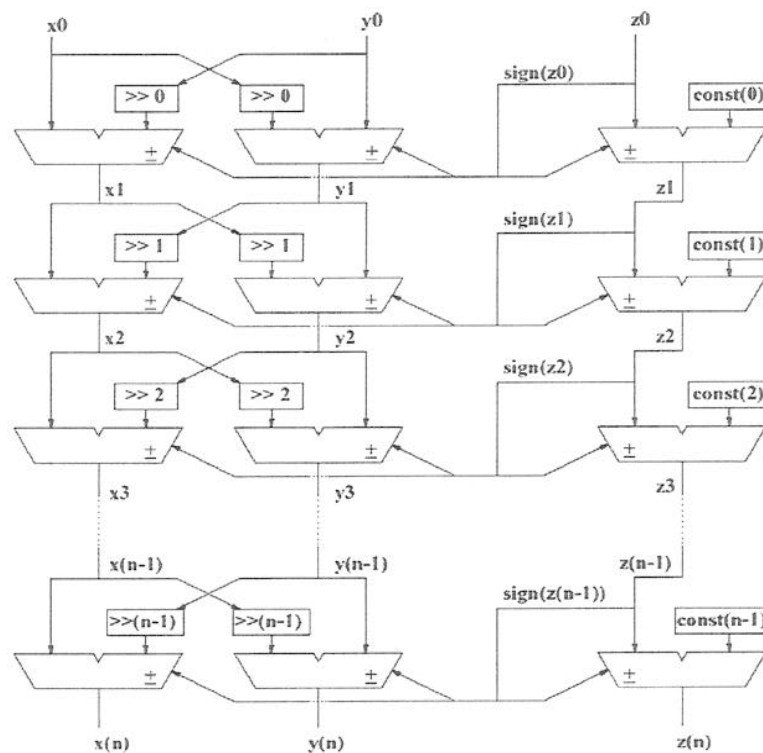 x0 y0 z0
sign(z0)
>> 0 >> 0 const(0)
± ± ±
x1 y1 z1
sign(z1)
>> 1 >> 1 const(1)
± ± ±
x2 y2 z2
sign(z2)
>> 2 >> 2 const(2)
± ± ±
x3 y3 z3
x(n-1) y(n-1) z(n-1)
sign(z(n-1))
>>(n-1) >>(n-1) const(n-1)
± ± ±
x(n) y(n) z(n)